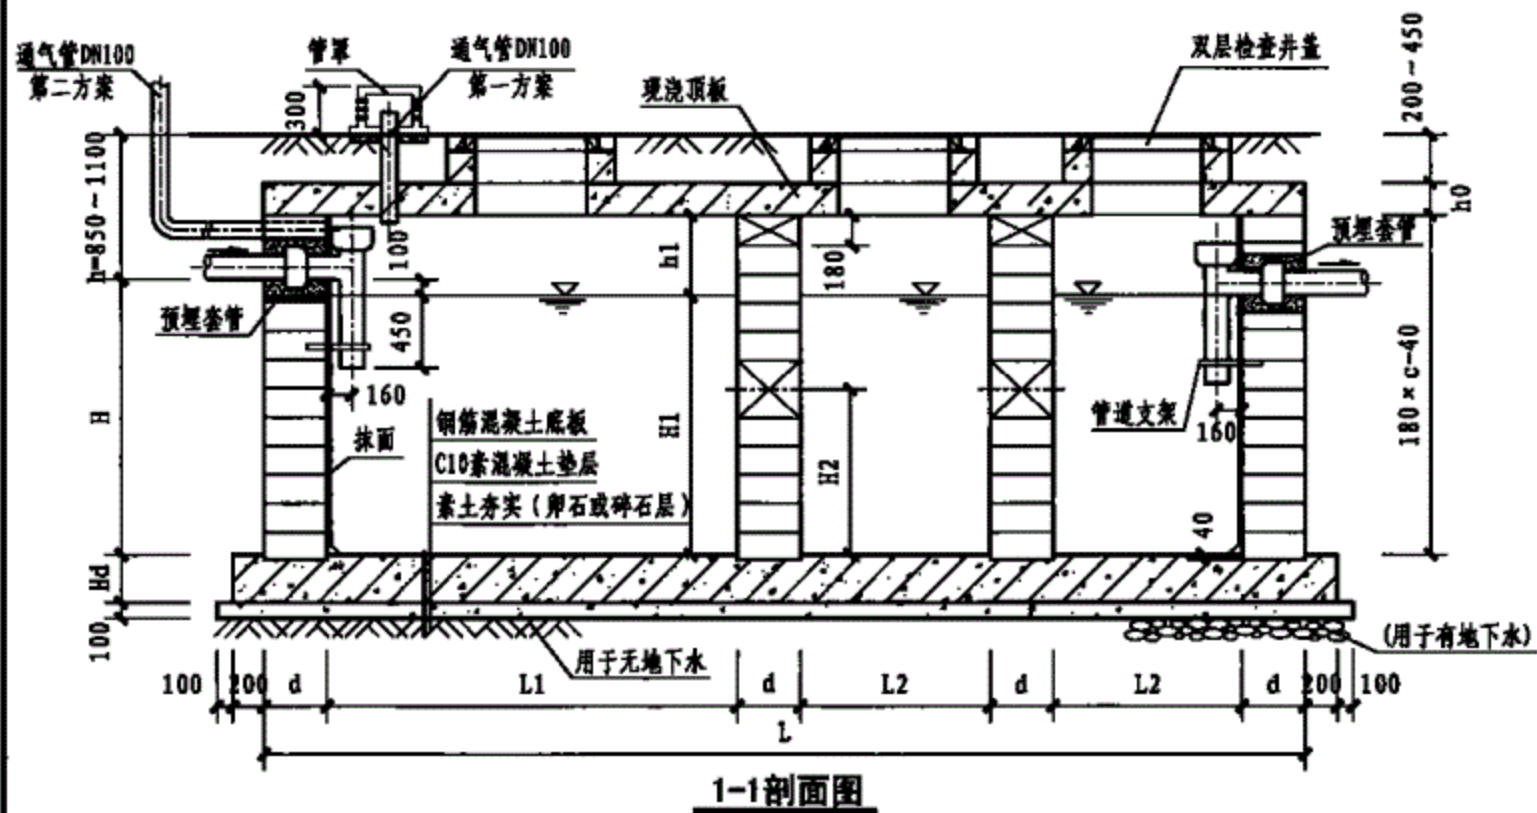 通气管DN100
第二方案
管罩
通气管DN100
第一方案
现浇顶板
双层检查井盖
200~450
300
h=850~1100
h0
100
h1
180
预埋套管
预埋套管
450
160
抹面
H
H1
H2
钢筋混凝土底板
C10素混凝土垫层
素土夯实(卵石或碎石层)
管道支架
160
180×c-40
40
Hd
100
用于无地下水
(用于有地下水)
100 200 d L1 d L2 d L2 d 200 100
L
1-1剖面图